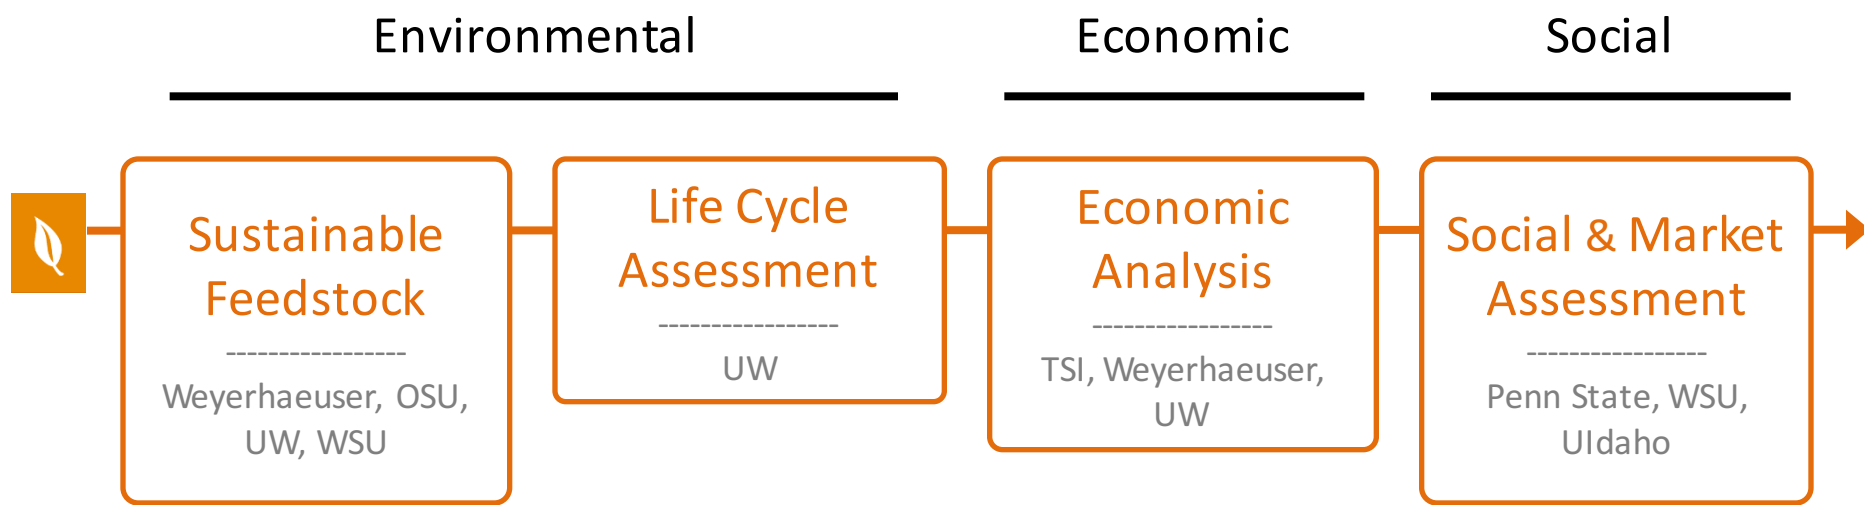 Environmental
Economic
Social
Sustainable
Feedstock
-----------------
Weyerhaeuser, OSU,
UW, WSU
Life Cycle
Assessment
-----------------
UW
Economic
Analysis
-----------------
TSI, Weyerhaeuser,
UW
Social & Market
Assessment
-----------------
Penn State, WSU,
UIdaho